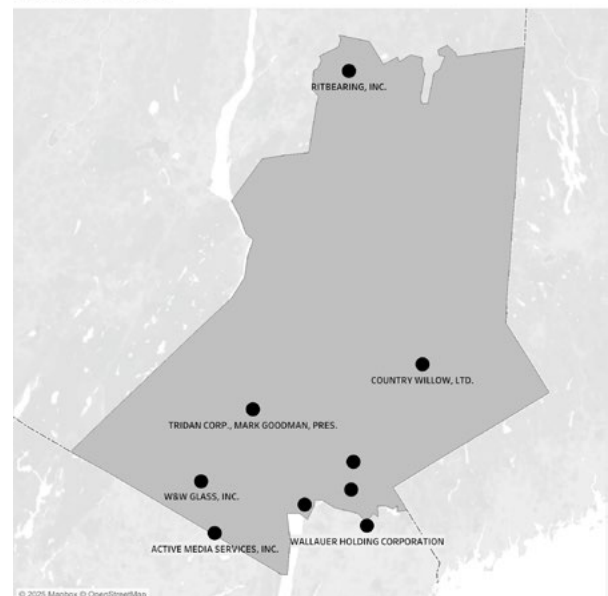 RITBEARING, INC.
COUNTRY WILLOW, LTD.
TRIDAN CORP., MARK GOODMAN, PRES.
W&W GLASS, INC.
WALLAUER HOLDING CORPORATION
ACTIVE MEDIA SERVICES, INC.
© 2025 Mapbox © OpenStreetMap